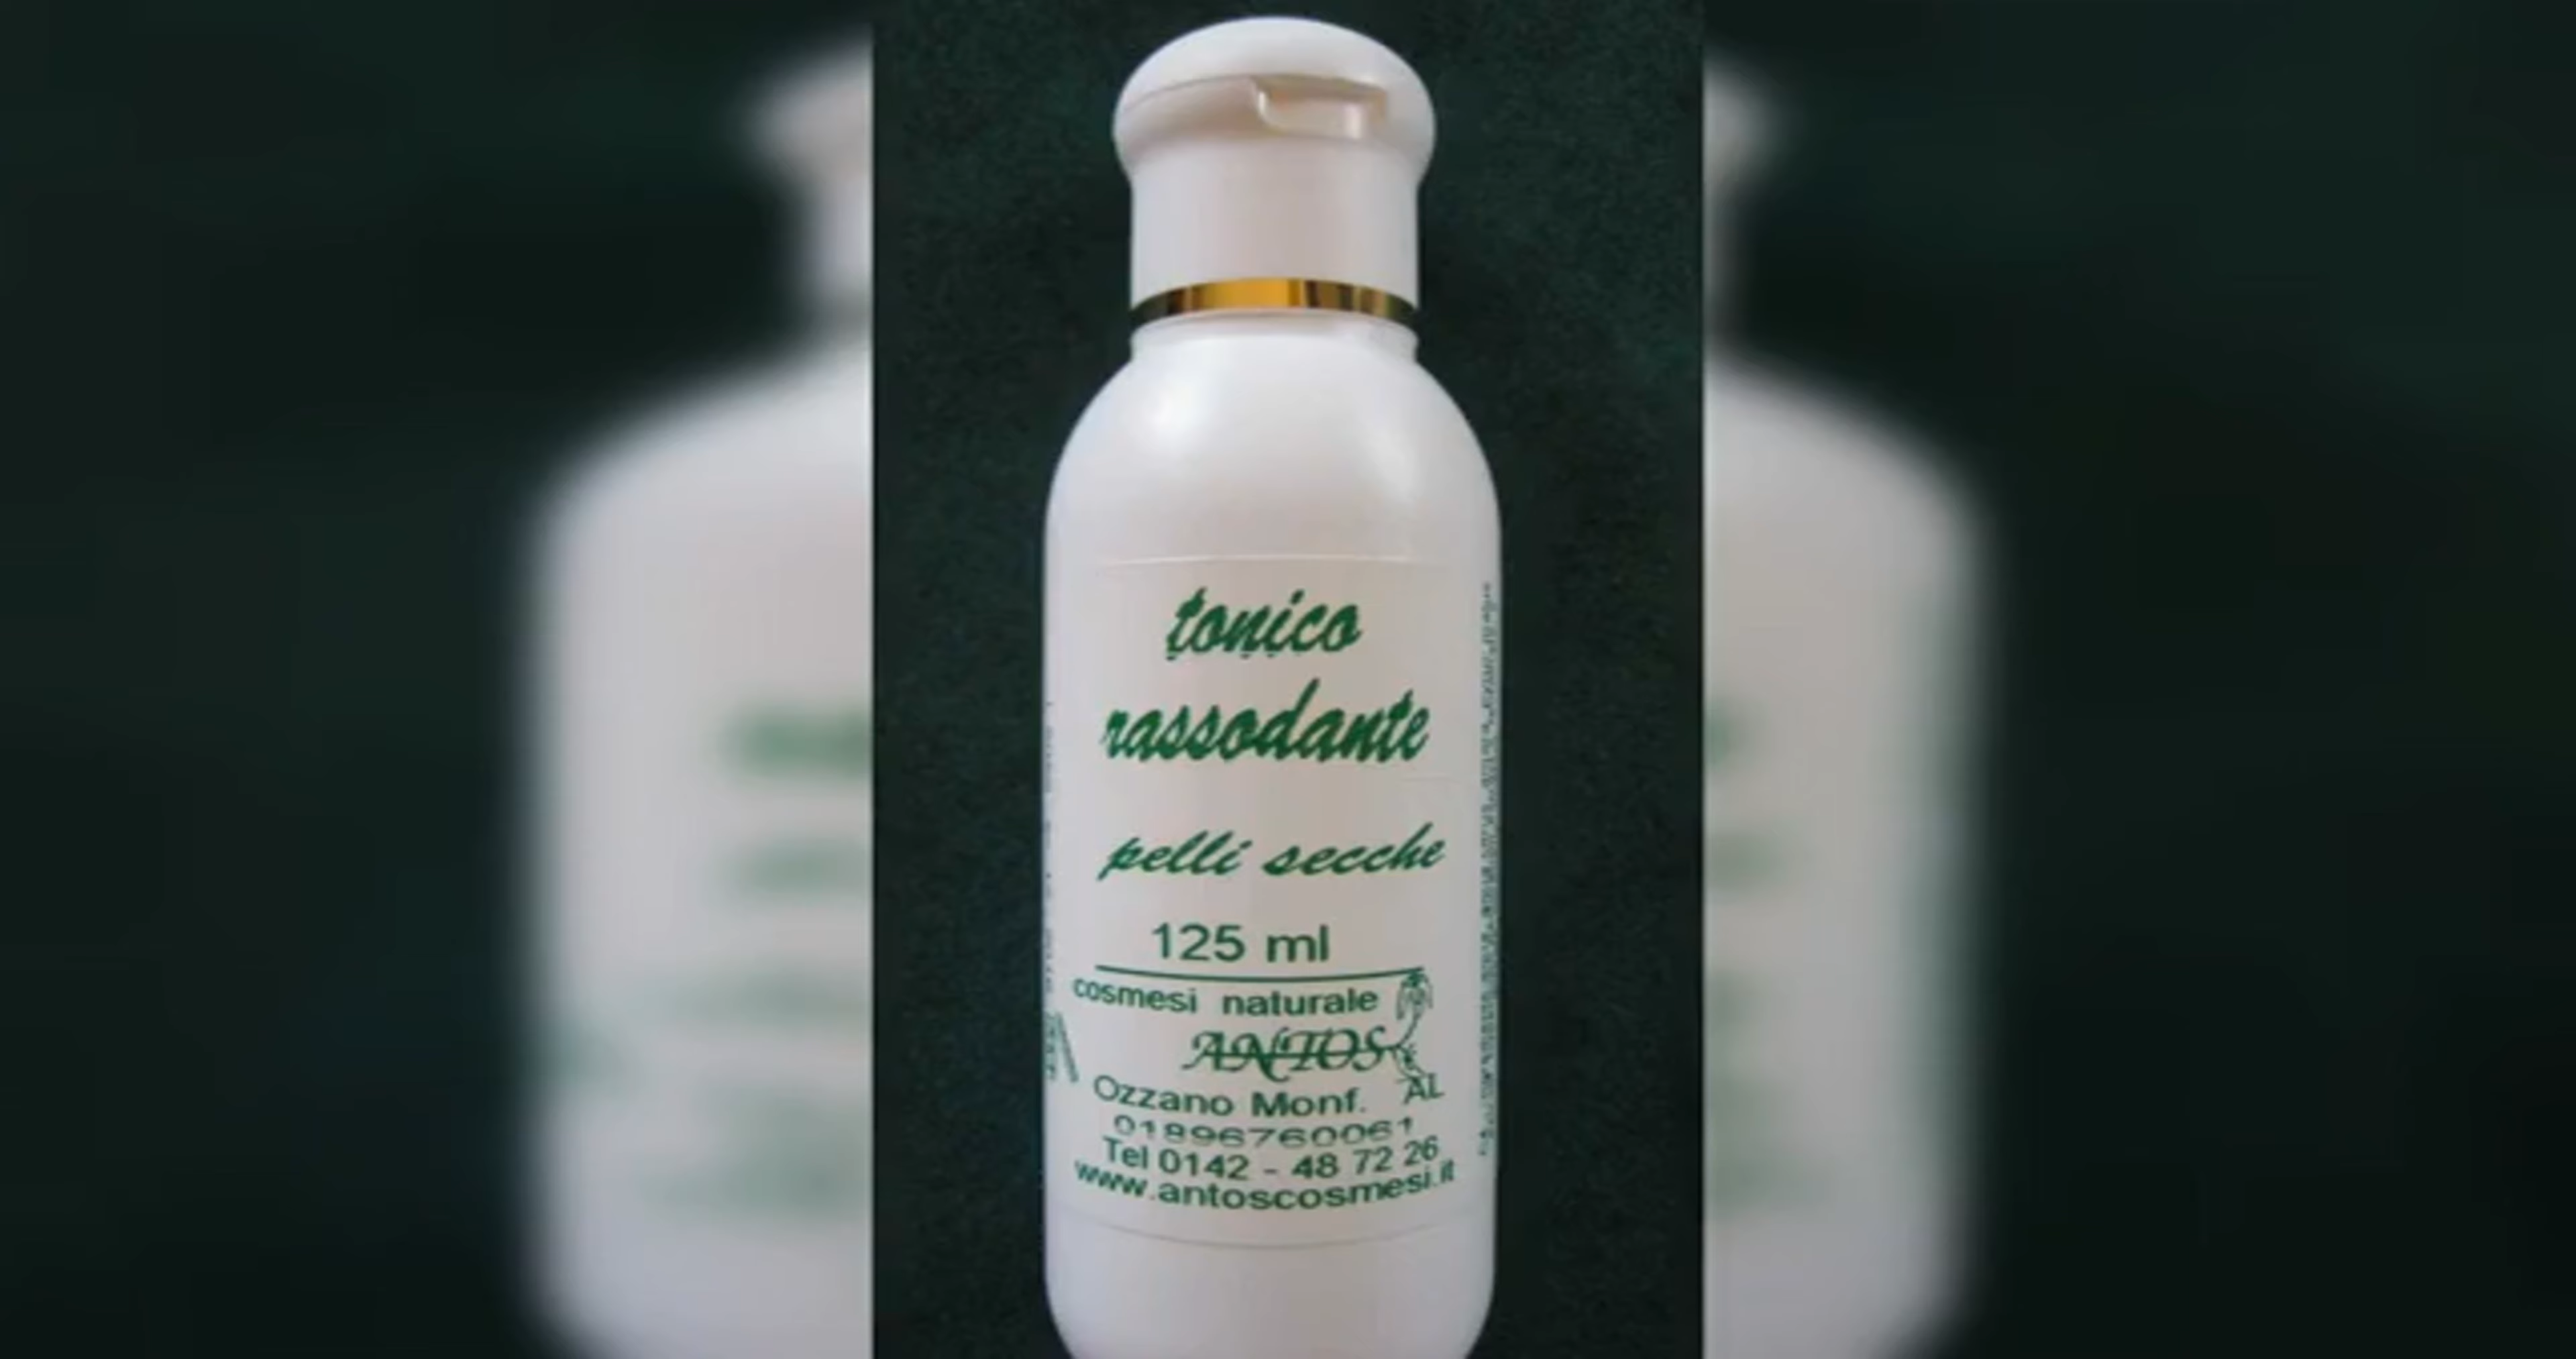 tonico
rassodante
pelli secche
125 ml
cosmesi naturale
ANTOS
Ozzano Monf. AL
01896760061
Tel 0142 - 48 72 26
www.antoscosmesi.it